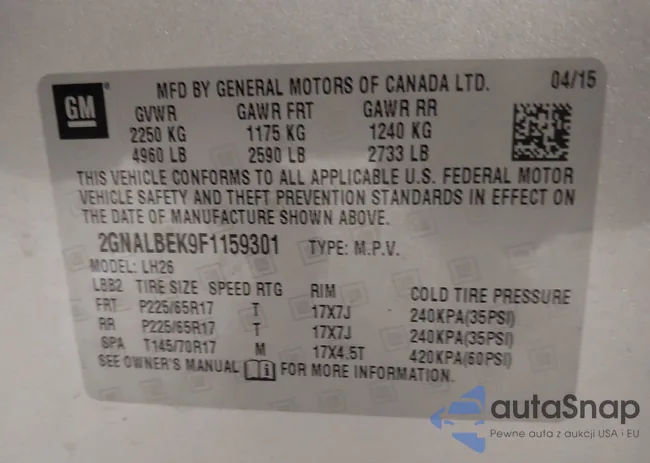 GM
MFD BY GENERAL MOTORS OF CANADA LTD. 04/15
GVWR GAWR FRT GAWR RR
2250 KG 1175 KG 1240 KG
4960 LB 2590 LB 2733 LB
THIS VEHICLE CONFORMS TO ALL APPLICABLE U.S. FEDERAL MOTOR
VEHICLE SAFETY AND THEFT PREVENTION STANDARDS IN EFFECT ON
THE DATE OF MANUFACTURE SHOWN ABOVE.
2GNALBEK9F1159301 TYPE: M.P.V.
MODEL: LH26
LBB2 TIRE SIZE SPEED RTG RIM COLD TIRE PRESSURE
FRT P225/65R17 T 17X7J 240KPA(35PSI)
RR P225/65R17 T 17X7J 240KPA(35PSI)
SPA T145/70R17 M 17X4.5T 420KPA(60PSI)
SEE OWNER'S MANUAL FOR MORE INFORMATION.
autaSnap
Pewne auta z aukcji USA i EU